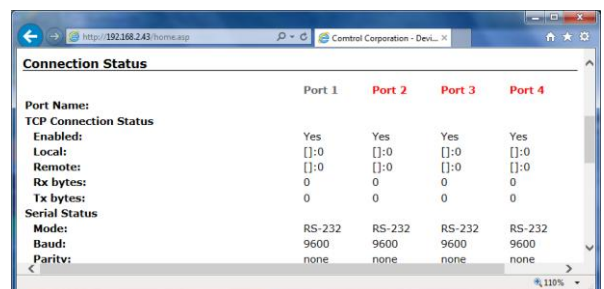 http://192.168.2.43/home.asp
Comtrol Corporation - Devi...
Connection Status
Port 1 Port 2 Port 3 Port 4
Port Name:
TCP Connection Status
Enabled: Yes Yes Yes Yes
Local: []:0 []:0 []:0 []:0
Remote: []:0 []:0 []:0 []:0
Rx bytes: 0 0 0 0
Tx bytes: 0 0 0 0
Serial Status
Mode: RS-232 RS-232 RS-232 RS-232
Baud: 9600 9600 9600 9600
Parity: none none none none
110%